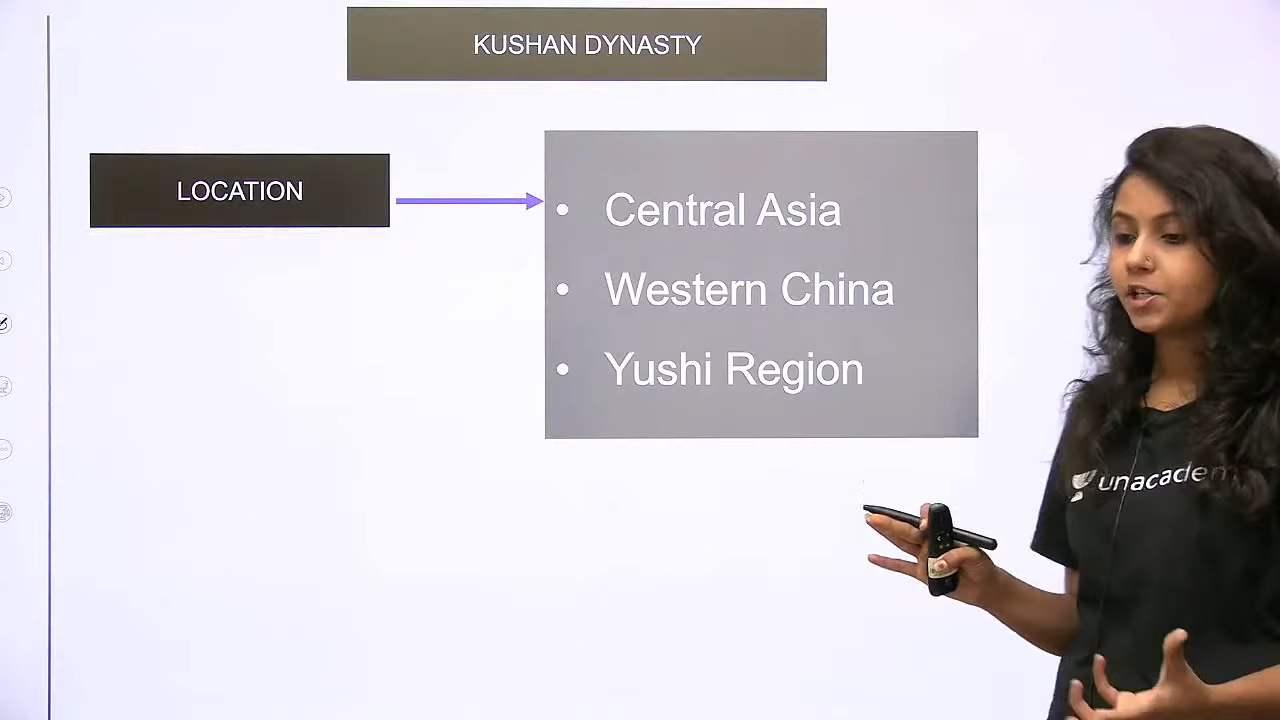 KUSHAN DYNASTY
LOCATION
• Central Asia
• Western China
• Yushi Region
unacadem